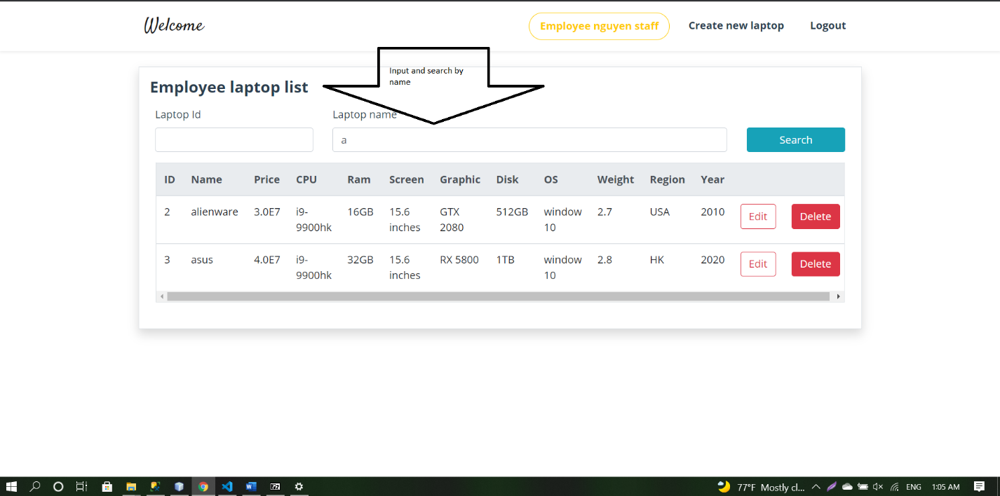 Welcome
Employee nguyen staff
Create new laptop
Logout
Input and search by
name
Employee laptop list
Laptop Id
Laptop name
a
Search
ID Name Price CPU Ram Screen Graphic Disk OS Weight Region Year
2 alienware 3.0E7 i9- 16GB 15.6 GTX 512GB window 2.7 USA 2010 Edit Delete
9900hk inches 2080 10
3 asus 4.0E7 i9- 32GB 15.6 RX 5800 1TB window 2.8 HK 2020 Edit Delete
9900hk inches 10
77°F Mostly cl... ENG 1:05 AM